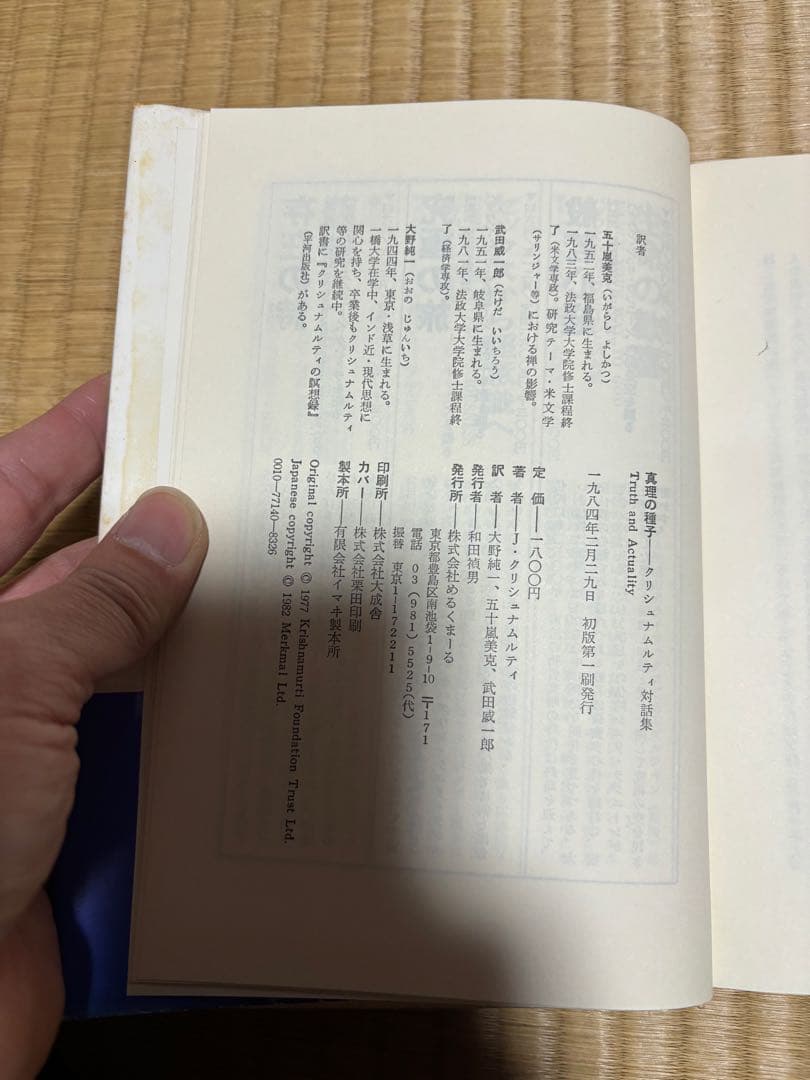 訳者
五十嵐美克（いがらし よしかつ）
一九五二年、福島県に生まれる。
一九八三年、法政大学大学院修士課程終
了（米文学専攻）。研究テーマ・米文学
（サリンジャー等）における禅の影響。
武田威一郎（たけだ いいちろう）
一九五一年、岐阜県に生まれる。
一九八一年、法政大学大学院修士課程終
了（経済学専攻）。
大野純一（おおの じゅんいち）
一九四四年、東京・浅草に生まれる。
一橋大学在学中、インド近・現代思想に
関心を持ち、卒業後もクリシュナムルティ
等の研究を継続中。
訳書に『クリシュナムルティの瞑想録』
（平河出版社）がある。
真理の種子——クリシュナムルティ対話集
Truth and Actuality
一九八四年二月二九日 初版第一刷発行
定 価——一八〇〇円
著 者——J・クリシュナムルティ
訳 者——大野純一、五十嵐美克、武田威一郎
発行者——和田禎男
発行所——株式会社めるくまーる
東京都豊島区南池袋1-9-10 〒171
電話 03（981）5525（代）
振替 東京1-172211
印刷所——株式会社大成舎
カバー——株式会社栗田印刷
製本所——有限会社イマヰ製本所
Original copyright © 1977 Krishnamurti Foundation Trust Ltd.
Japanese copyright © 1982 Merkmal Ltd.
0010—77140—8326